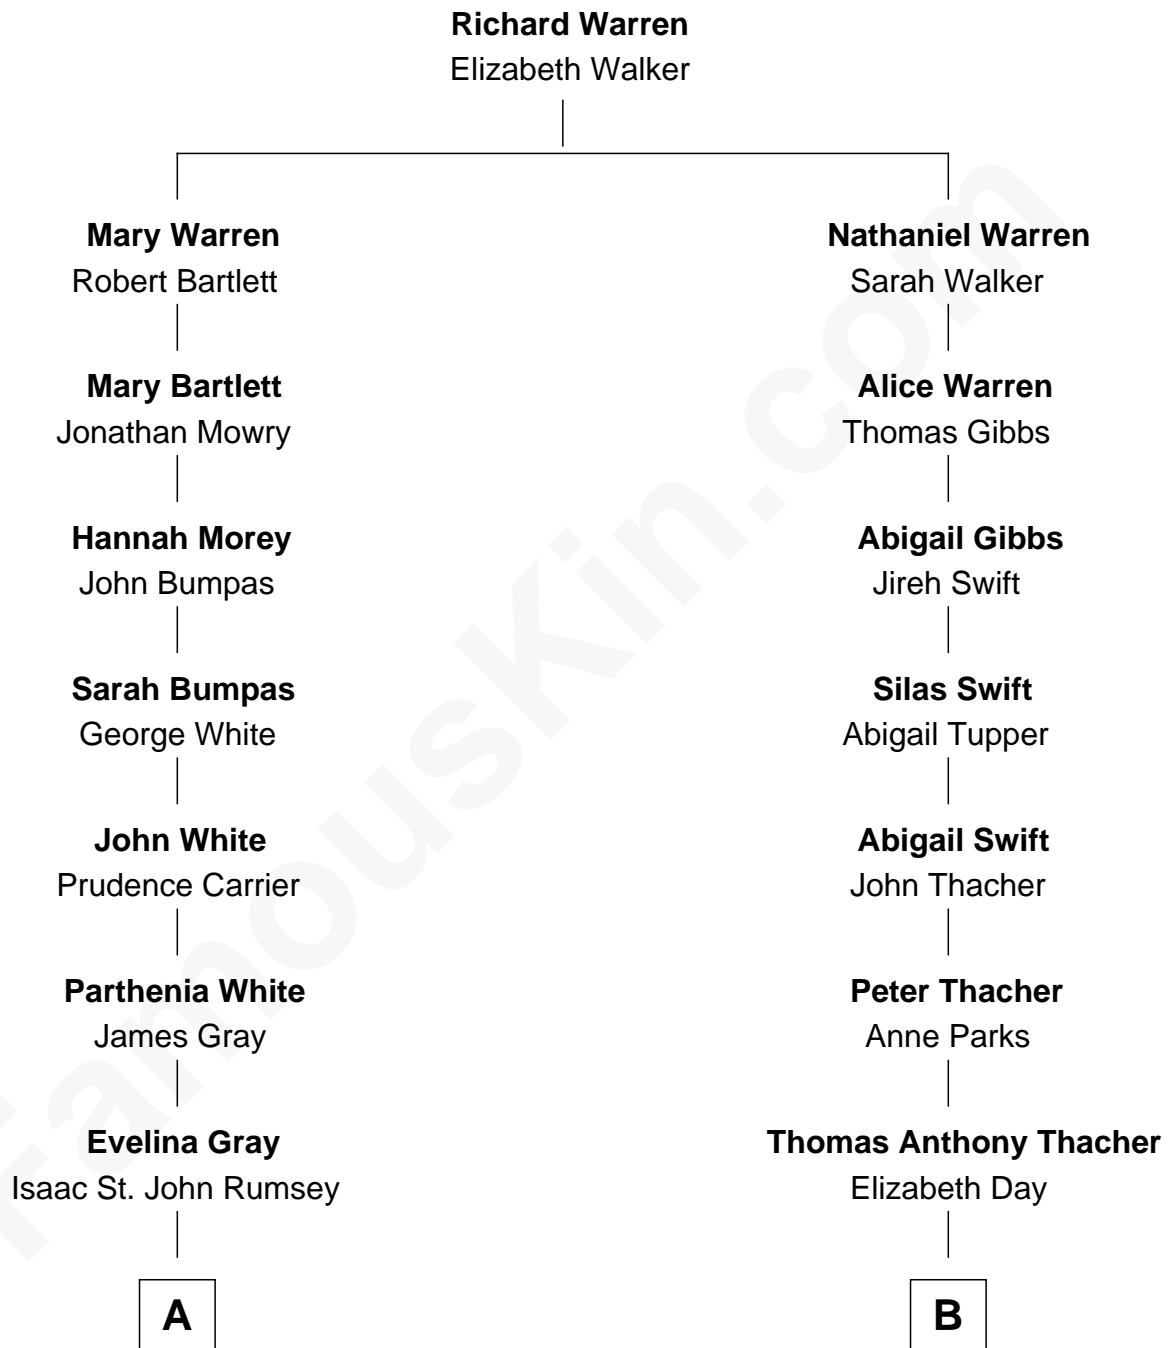 Richard Warren
Elizabeth Walker
Mary Warren
Robert Bartlett
Nathaniel Warren
Sarah Walker
Mary Bartlett
Jonathan Mowry
Alice Warren
Thomas Gibbs
Hannah Morey
John Bumpas
Abigail Gibbs
Jireh Swift
Sarah Bumpas
George White
Silas Swift
Abigail Tupper
John White
Prudence Carrier
Abigail Swift
John Thacher
Parthenia White
James Gray
Peter Thacher
Anne Parks
Evelina Gray
Isaac St. John Rumsey
Thomas Anthony Thacher
Elizabeth Day
A
B
FamousKin.com